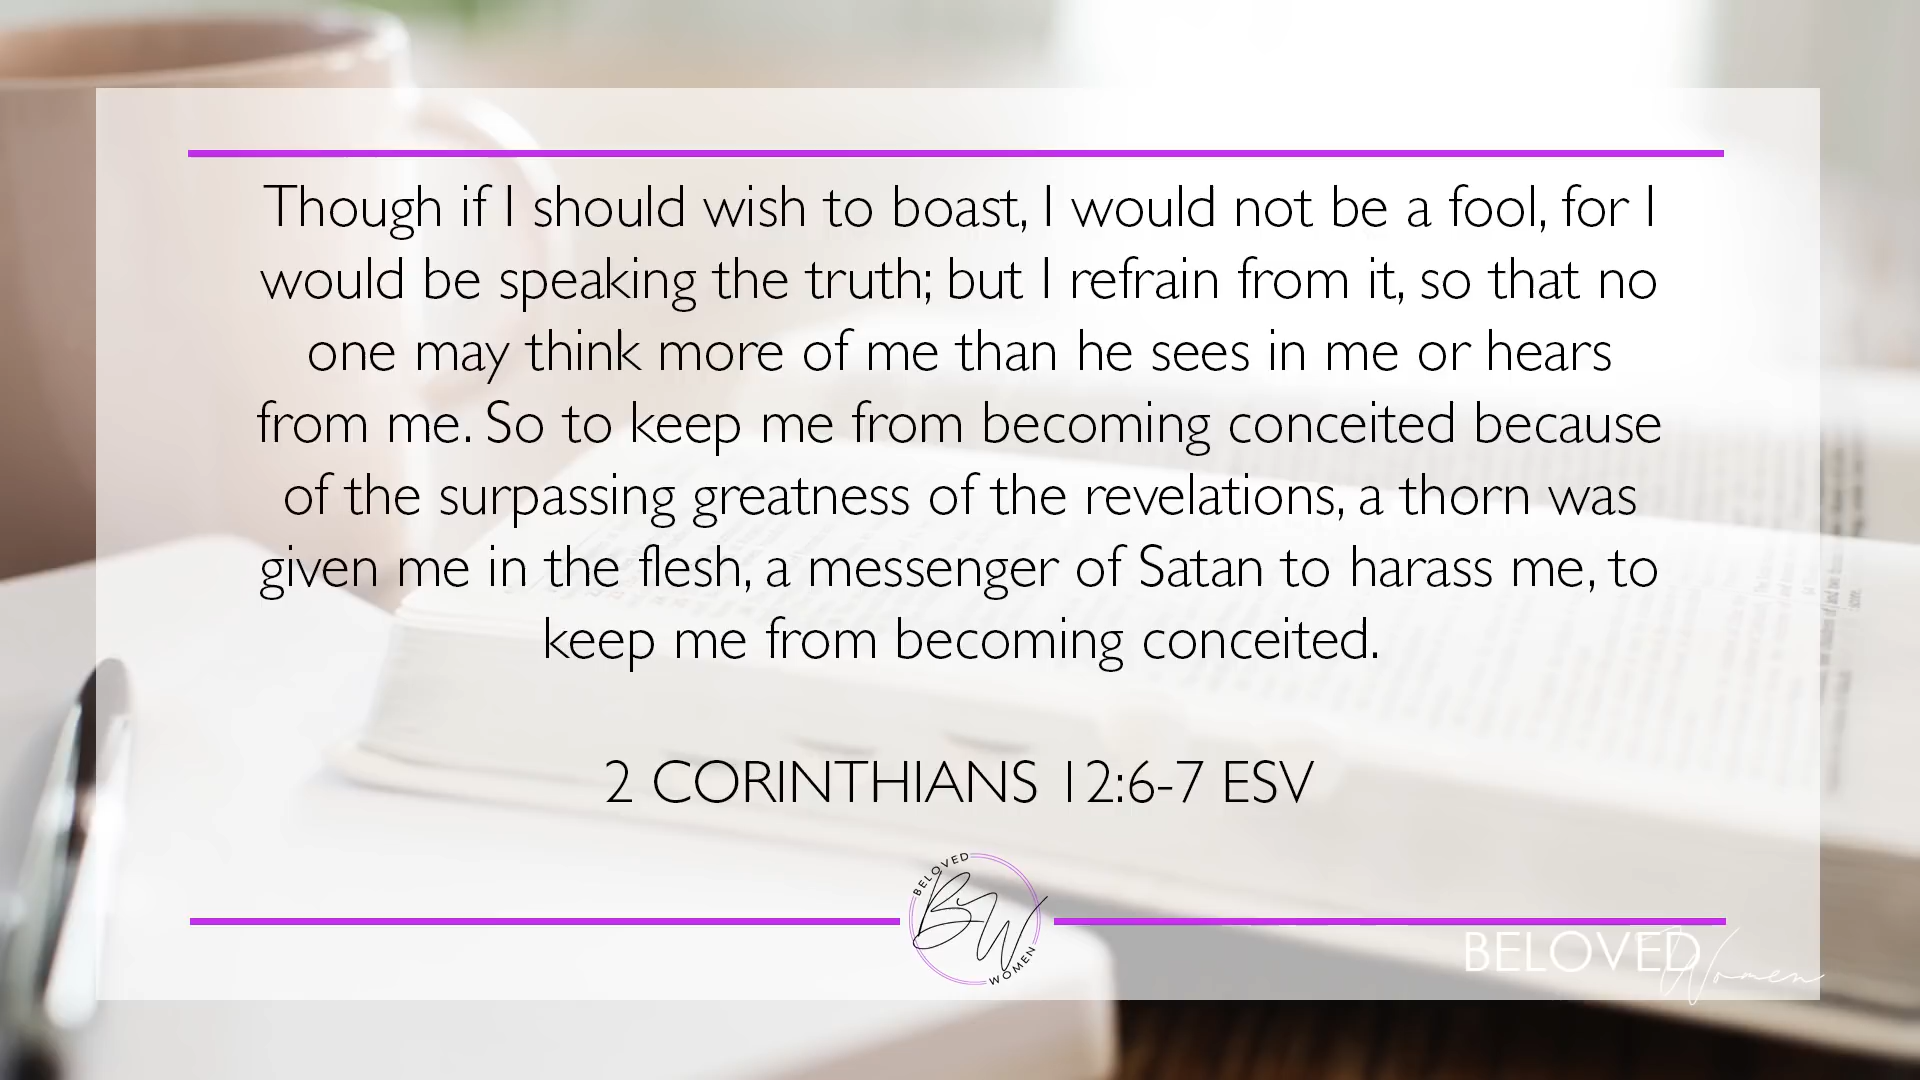 Though if I should wish to boast, I would not be a fool, for I
would be speaking the truth; but I refrain from it, so that no
one may think more of me than he sees in me or hears
from me. So to keep me from becoming conceited because
of the surpassing greatness of the revelations, a thorn was
given me in the flesh, a messenger of Satan to harass me, to
keep me from becoming conceited.
2 CORINTHIANS 12:6-7 ESV
BELOVED
BW
WOMEN
BELOVED Women